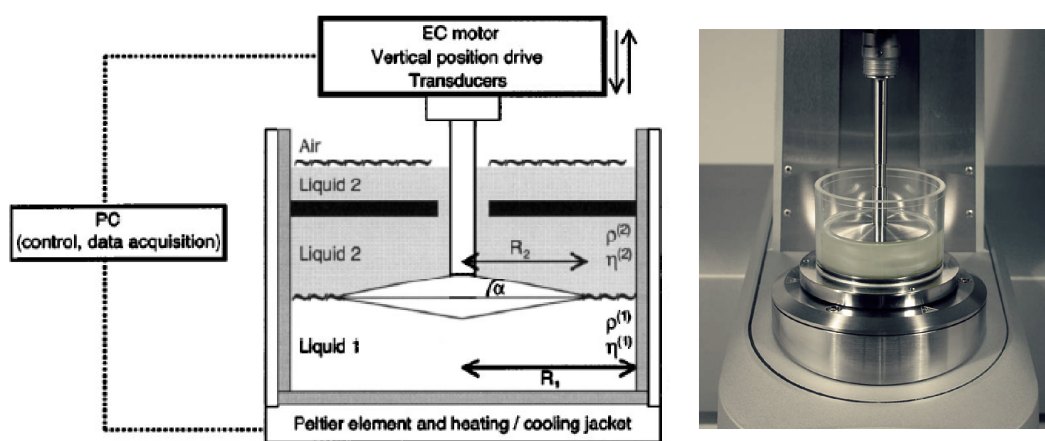 EC motor
Vertical position drive
Transducers
Air
Liquid 2
PC
(control, data acquisition)
Liquid 2
R₂
ρ⁽²⁾
η⁽²⁾
α
Liquid 1
ρ⁽¹⁾
η⁽¹⁾
R₁
Peltier element and heating / cooling jacket